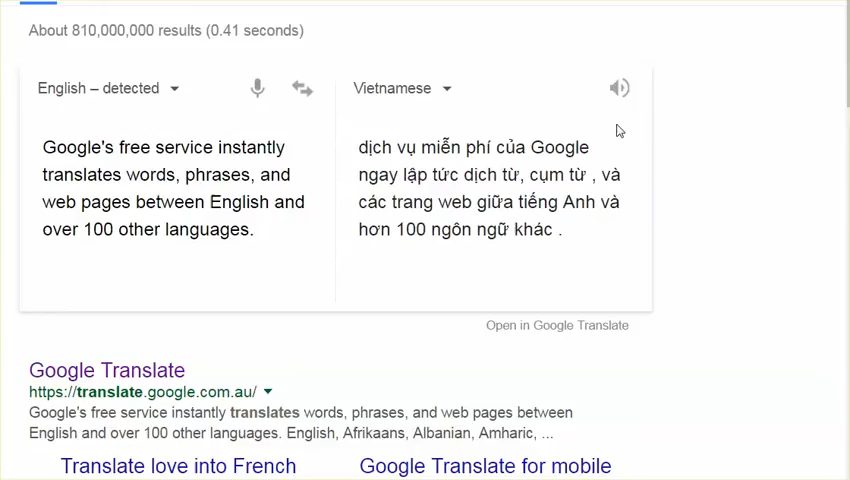 About 810,000,000 results (0.41 seconds)
English – detected
Vietnamese
Google's free service instantly
translates words, phrases, and
web pages between English and
over 100 other languages.
dịch vụ miễn phí của Google
ngay lập tức dịch từ, cụm từ , và
các trang web giữa tiếng Anh và
hơn 100 ngôn ngữ khác .
Open in Google Translate
Google Translate
https://translate.google.com.au/
Google's free service instantly translates words, phrases, and web pages between
English and over 100 other languages. English, Afrikaans, Albanian, Amharic, ...
Translate love into French
Google Translate for mobile